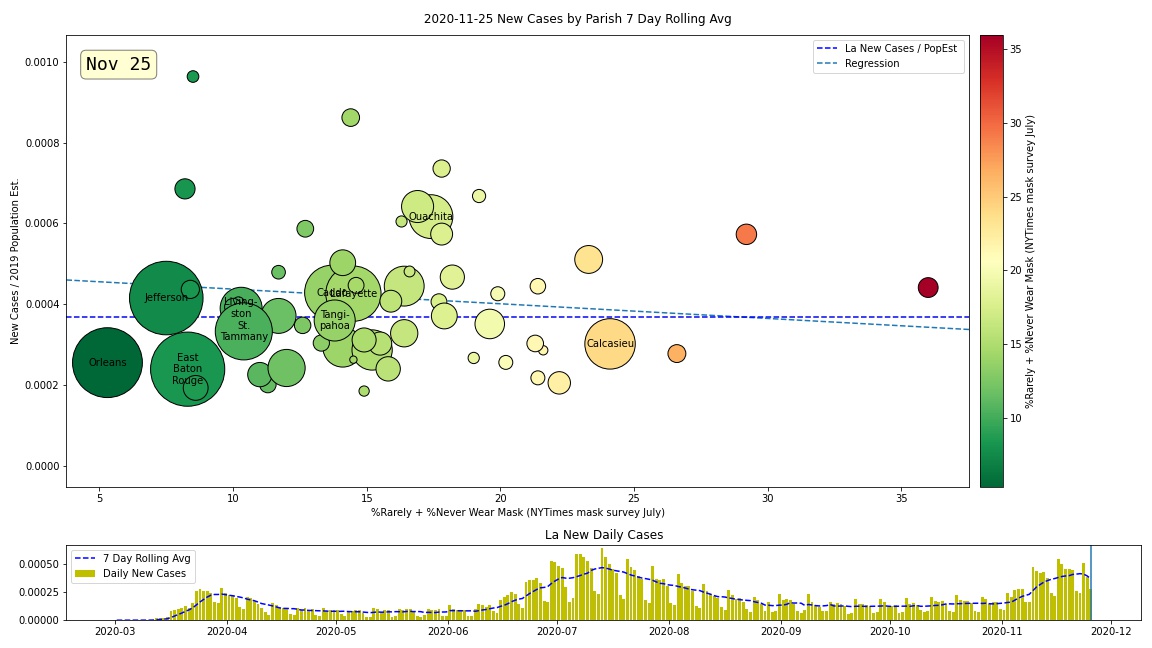 2020-11-25 New Cases by Parish 7 Day Rolling Avg
Nov 25
La New Cases / PopEst
Regression
New Cases / 2019 Population Est.
0.0010
0.0008
0.0006
0.0004
0.0002
0.0000
Ouachita
Jefferson
Caddo
Lafayette
Living-
ston
St.
Tammany
Tangi-
pahoa
Orleans
East
Baton
Rouge
Calcasieu
5
10
15
20
25
30
35
%Rarely + %Never Wear Mask (NYTimes mask survey July)
35
30
25
20
15
10
%Rarely + %Never Wear Mask (NYTimes mask survey July)
La New Daily Cases
7 Day Rolling Avg
Daily New Cases
0.00050
0.00025
0.00000
2020-03
2020-04
2020-05
2020-06
2020-07
2020-08
2020-09
2020-10
2020-11
2020-12